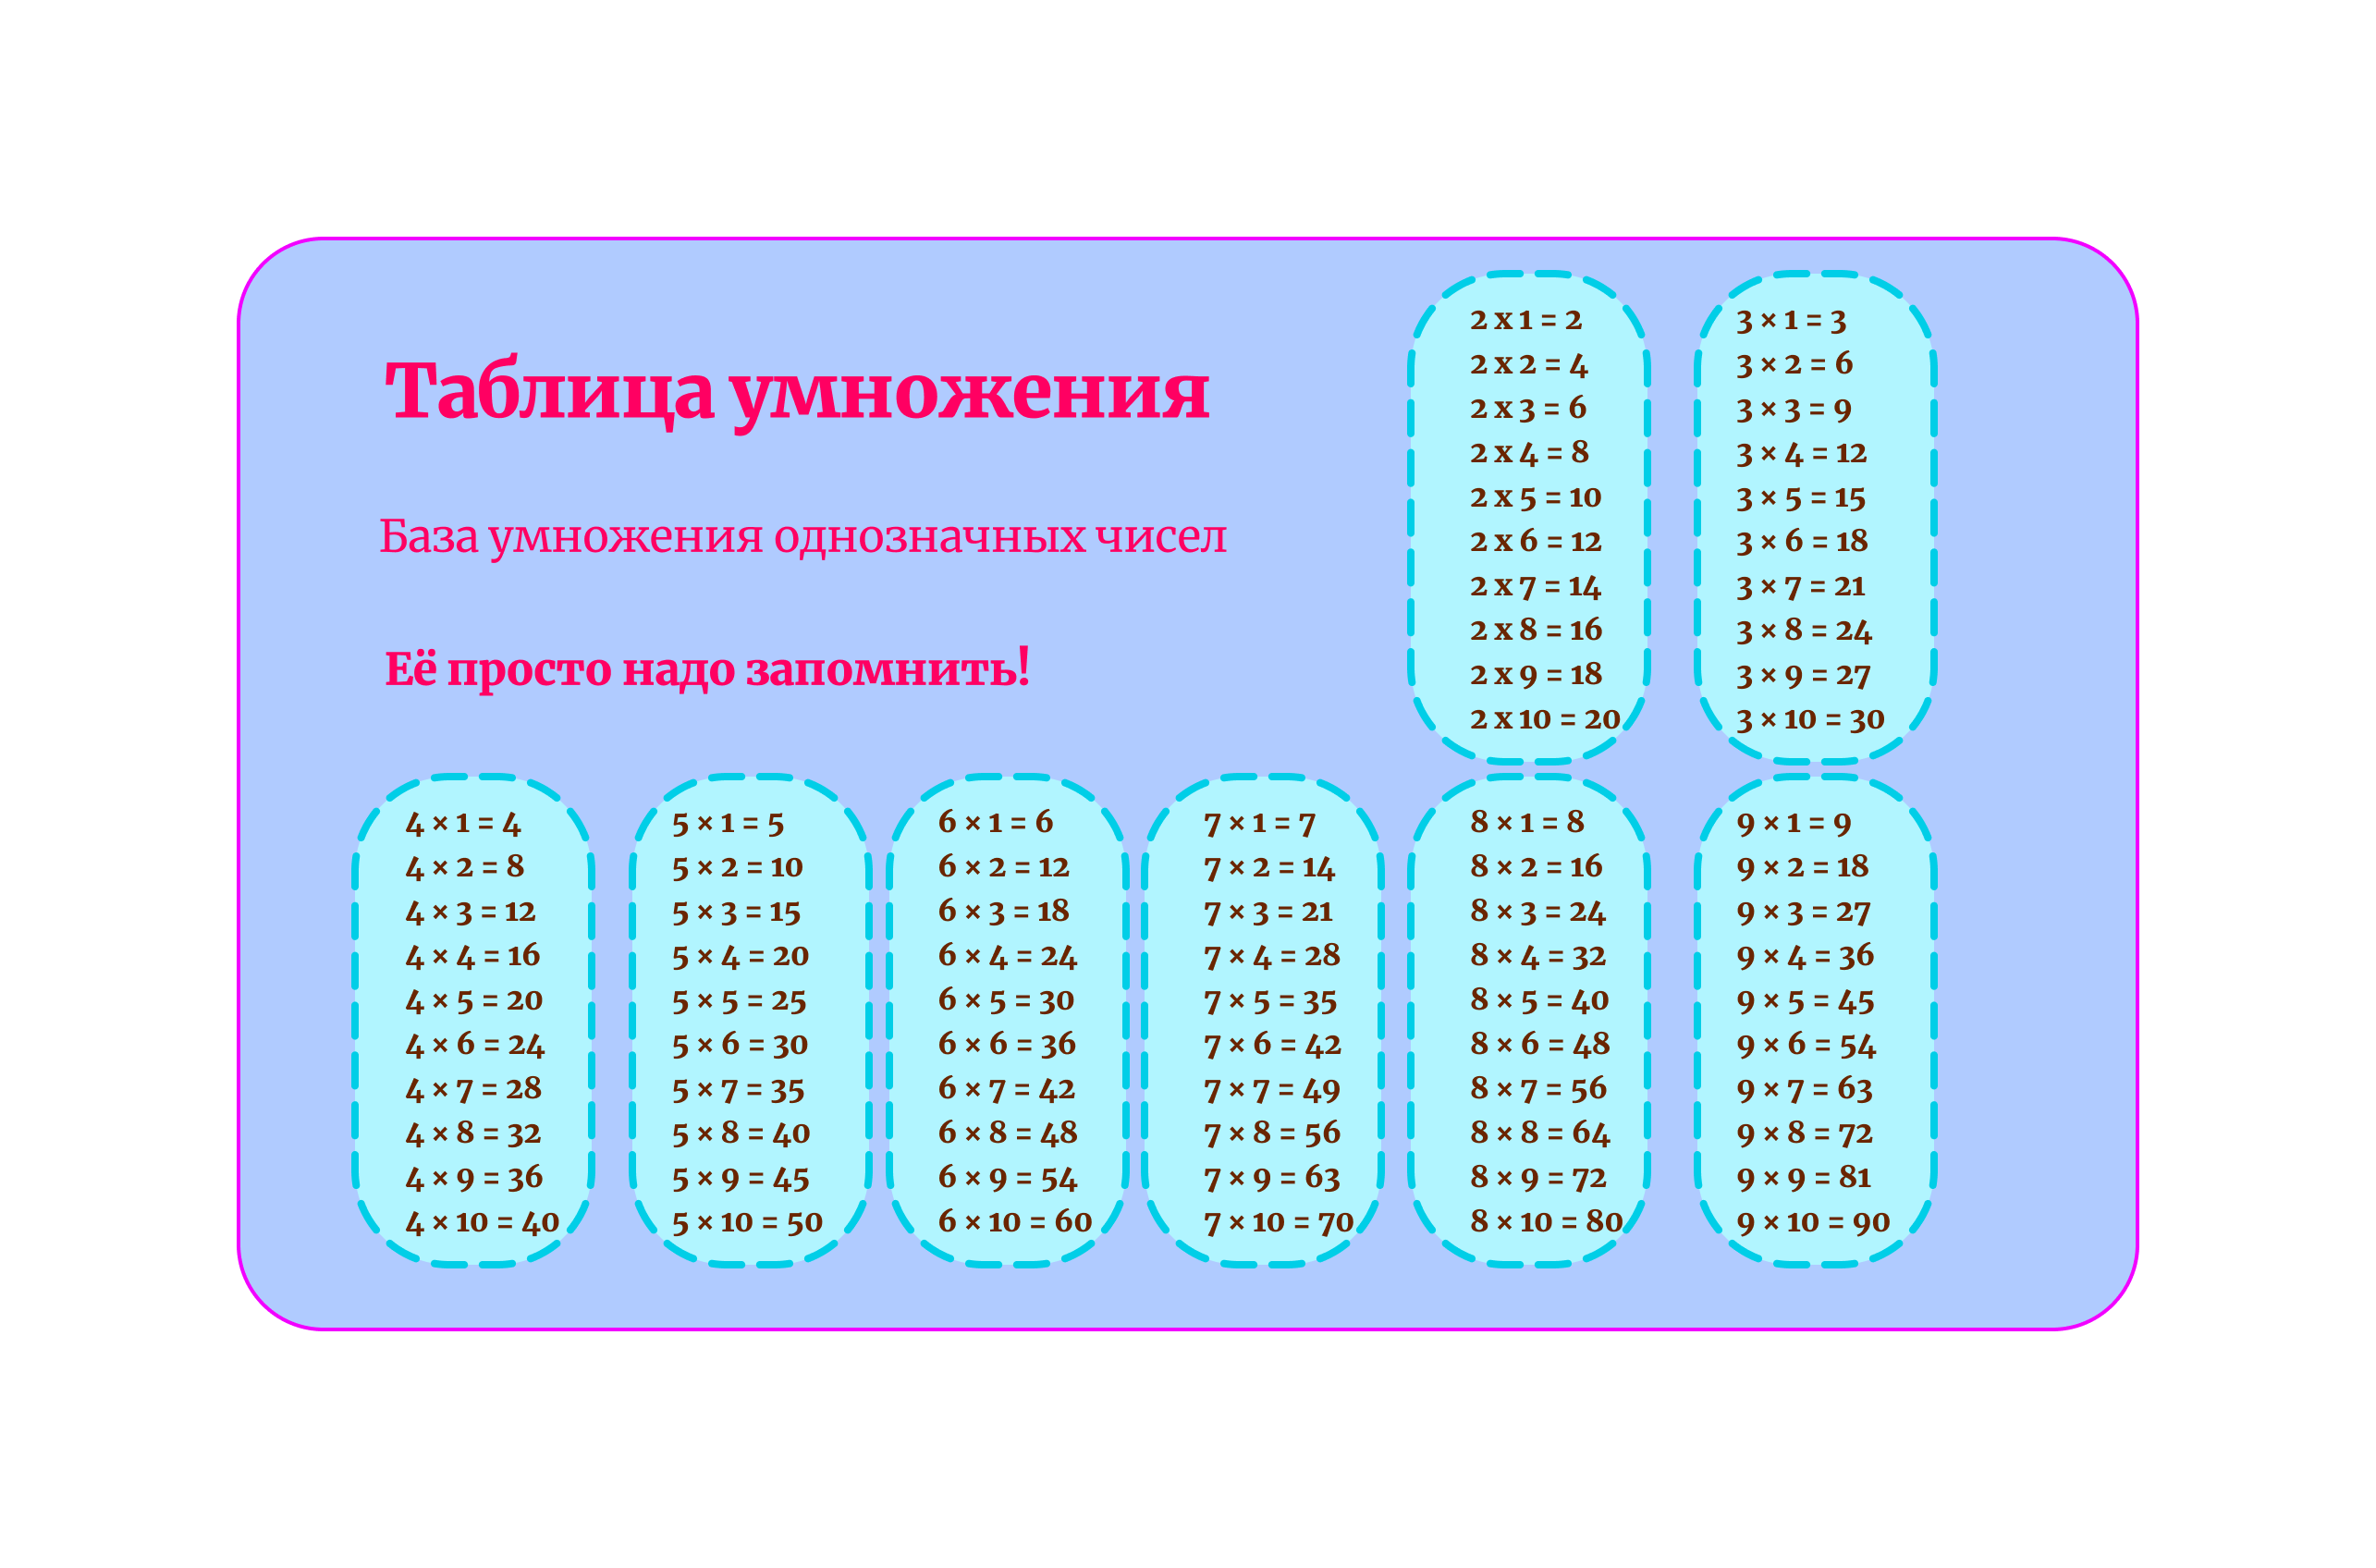 Таблица умножения
База умножения однозначных чисел
Её просто надо запомнить!
2 x 1 = 2
2 x 2 = 4
2 x 3 = 6
2 x 4 = 8
2 x 5 = 10
2 x 6 = 12
2 x 7 = 14
2 x 8 = 16
2 x 9 = 18
2 x 10 = 20
3 × 1 = 3
3 × 2 = 6
3 × 3 = 9
3 × 4 = 12
3 × 5 = 15
3 × 6 = 18
3 × 7 = 21
3 × 8 = 24
3 × 9 = 27
3 × 10 = 30
4 × 1 = 4
4 × 2 = 8
4 × 3 = 12
4 × 4 = 16
4 × 5 = 20
4 × 6 = 24
4 × 7 = 28
4 × 8 = 32
4 × 9 = 36
4 × 10 = 40
5 × 1 = 5
5 × 2 = 10
5 × 3 = 15
5 × 4 = 20
5 × 5 = 25
5 × 6 = 30
5 × 7 = 35
5 × 8 = 40
5 × 9 = 45
5 × 10 = 50
6 × 1 = 6
6 × 2 = 12
6 × 3 = 18
6 × 4 = 24
6 × 5 = 30
6 × 6 = 36
6 × 7 = 42
6 × 8 = 48
6 × 9 = 54
6 × 10 = 60
7 × 1 = 7
7 × 2 = 14
7 × 3 = 21
7 × 4 = 28
7 × 5 = 35
7 × 6 = 42
7 × 7 = 49
7 × 8 = 56
7 × 9 = 63
7 × 10 = 70
8 × 1 = 8
8 × 2 = 16
8 × 3 = 24
8 × 4 = 32
8 × 5 = 40
8 × 6 = 48
8 × 7 = 56
8 × 8 = 64
8 × 9 = 72
8 × 10 = 80
9 × 1 = 9
9 × 2 = 18
9 × 3 = 27
9 × 4 = 36
9 × 5 = 45
9 × 6 = 54
9 × 7 = 63
9 × 8 = 72
9 × 9 = 81
9 × 10 = 90